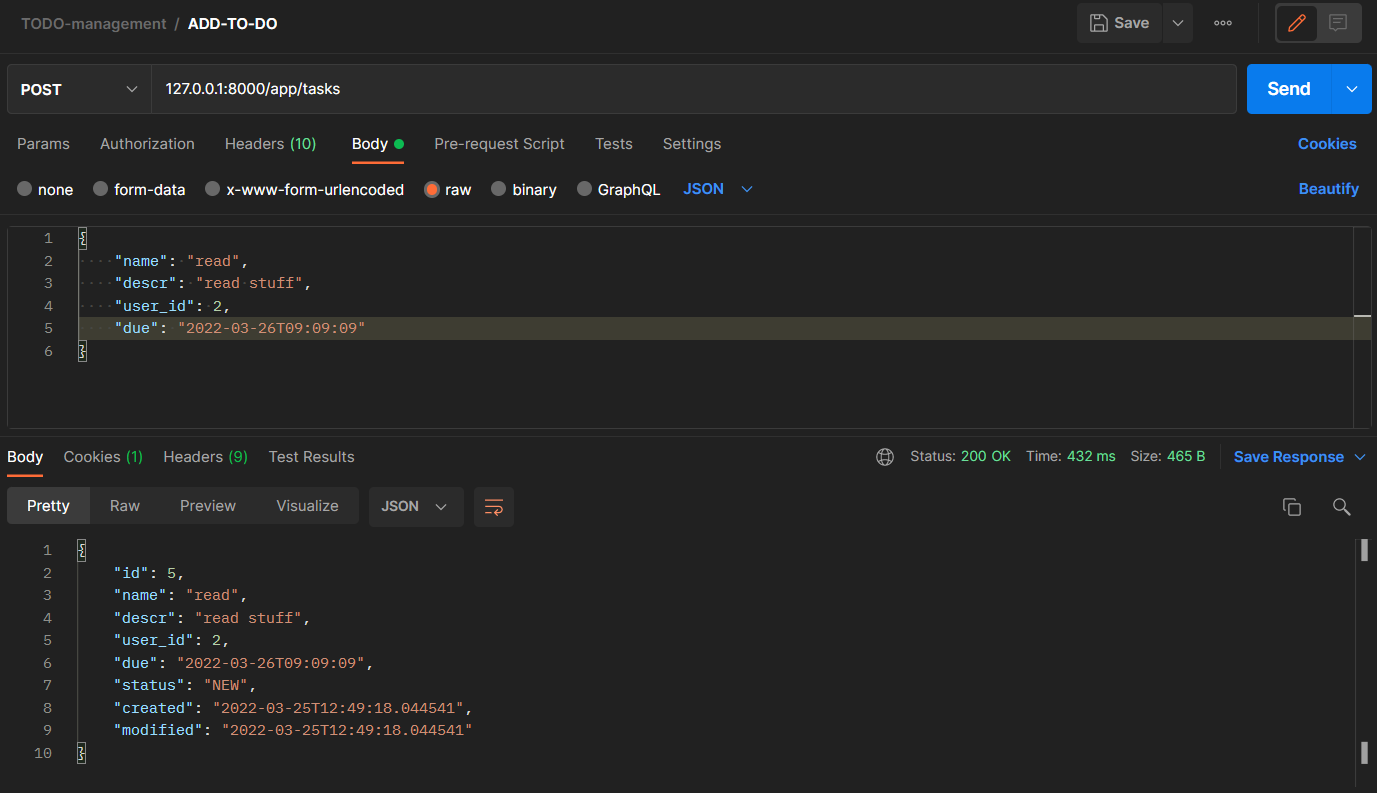 TODO-management / ADD-TO-DO
Save
POST 127.0.0.1:8000/app/tasks Send
Params Authorization Headers (10) Body Pre-request Script Tests Settings Cookies
none form-data x-www-form-urlencoded raw binary GraphQL JSON Beautify
1 {
2 "name": "read",
3 "descr": "read stuff",
4 "user_id": 2,
5 "due": "2022-03-26T09:09:09"
6 }
Body Cookies (1) Headers (9) Test Results Status: 200 OK Time: 432 ms Size: 465 B Save Response
Pretty Raw Preview Visualize JSON
1 {
2 "id": 5,
3 "name": "read",
4 "descr": "read stuff",
5 "user_id": 2,
6 "due": "2022-03-26T09:09:09",
7 "status": "NEW",
8 "created": "2022-03-25T12:49:18.044541",
9 "modified": "2022-03-25T12:49:18.044541"
10 }